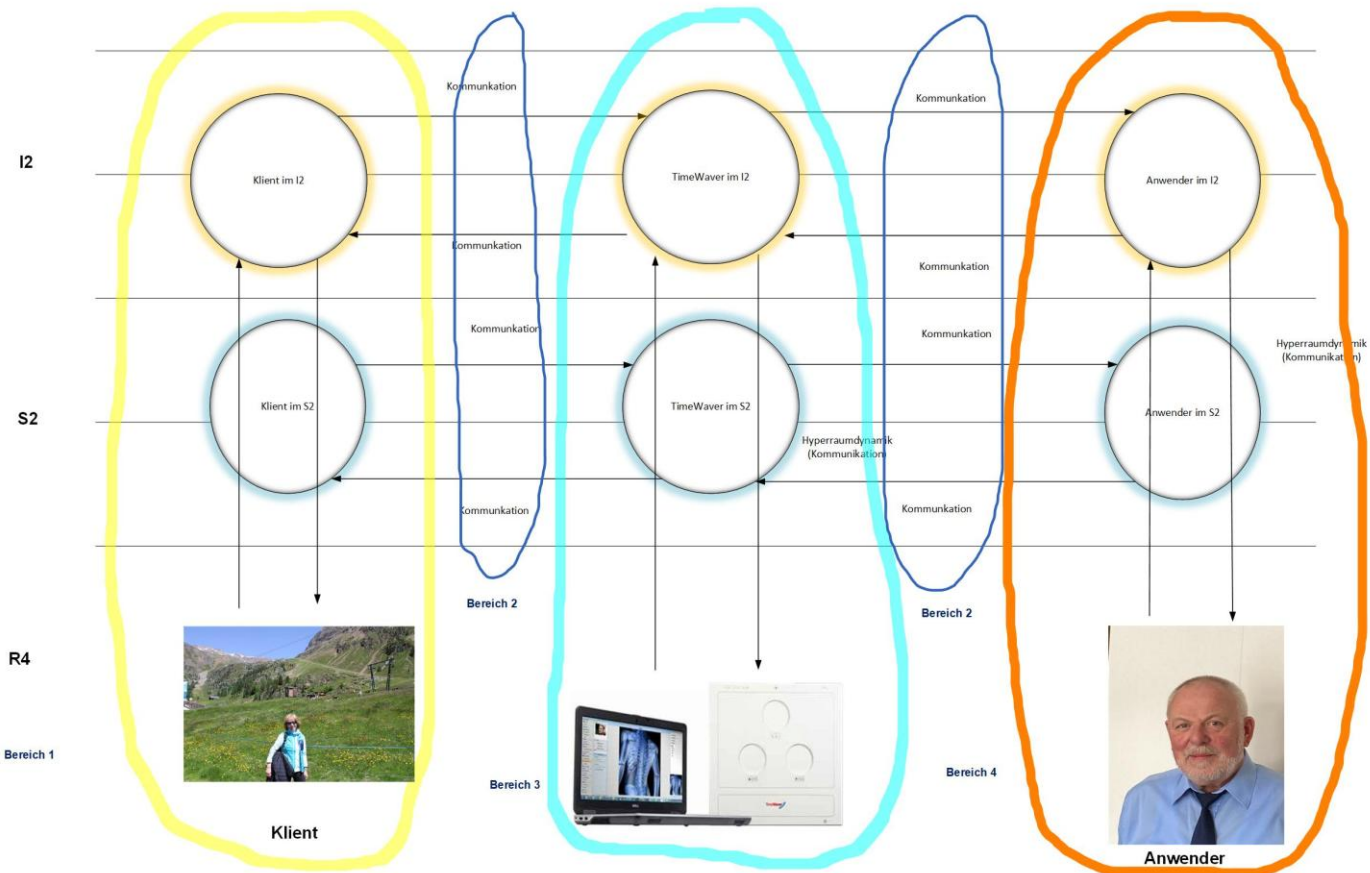 Kommunkation
Kommunkation
I2
Klient im I2
TimeWaver im I2
Anwender im I2
Kommunkation
Kommunkation
Kommunkation
Kommunkation
Hyperraumdynamik
(Kommunikation)
S2
Klient im S2
TimeWaver im S2
Anwender im S2
Hyperraumdynamik
(Kommunikation)
Kommunkation
Kommunkation
Bereich 2
Bereich 2
R4
Bereich 1
Bereich 3
Bereich 4
Klient
Anwender